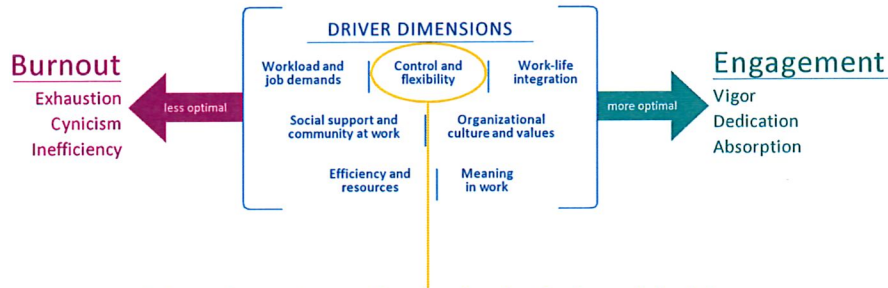 DRIVER DIMENSIONS
Burnout
Exhaustion
Cynicism
Inefficiency
less optimal
Workload and
job demands
Control and
flexibility
Work-life
integration
Social support and
community at work
Organizational
culture and values
Efficiency and
resources
Meaning
in work
more optimal
Engagement
Vigor
Dedication
Absorption